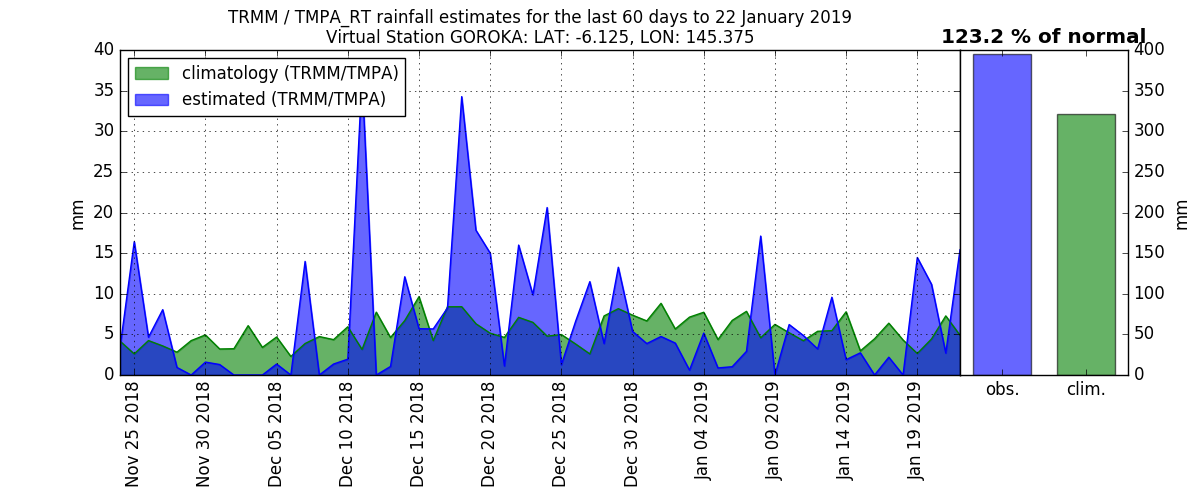 TRMM / TMPA_RT rainfall estimates for the last 60 days to 22 January 2019
Virtual Station GOROKA: LAT: -6.125, LON: 145.375
123.2 % of normal
climatology (TRMM/TMPA)
estimated (TRMM/TMPA)
mm
40
35
30
25
20
15
10
5
0
400
350
300
250
200
150
100
50
0
mm
Nov 25 2018
Nov 30 2018
Dec 05 2018
Dec 10 2018
Dec 15 2018
Dec 20 2018
Dec 25 2018
Dec 30 2018
Jan 04 2019
Jan 09 2019
Jan 14 2019
Jan 19 2019
obs.
clim.